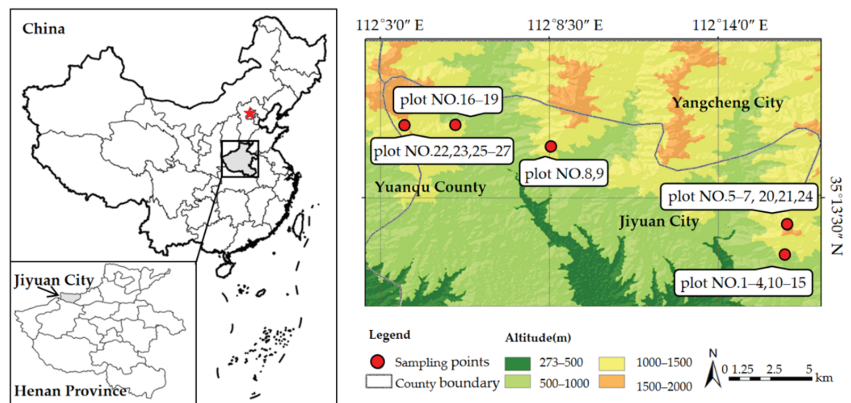 China
Jiyuan City
Henan Province
112°3′0″ E
112°8′30″ E
112°14′0″ E
plot NO.16–19
Yangcheng City
plot NO.22,23,25–27
plot NO.8,9
Yuanqu County
plot NO.5–7, 20,21,24
Jiyuan City
35°13′30″ N
plot NO.1–4,10–15
Legend
Sampling points
County boundary
Altitude(m)
273–500
500–1000
1000–1500
1500–2000
N
0 1.25 2.5 5
km